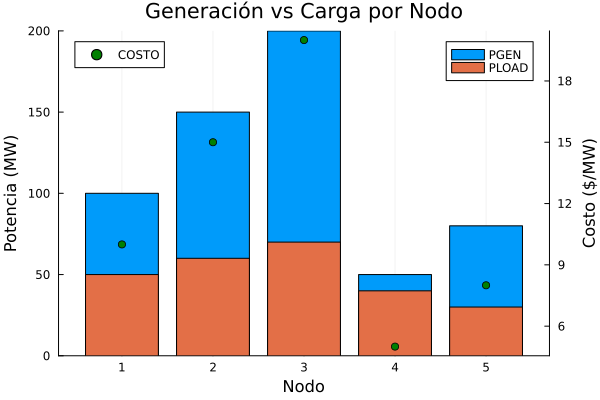 Generación vs Carga por Nodo
COSTO
PGEN
PLOAD
Potencia (MW)
200
150
100
50
0
18
15
12
9
6
Costo ($/MW)
1 2 3 4 5
Nodo